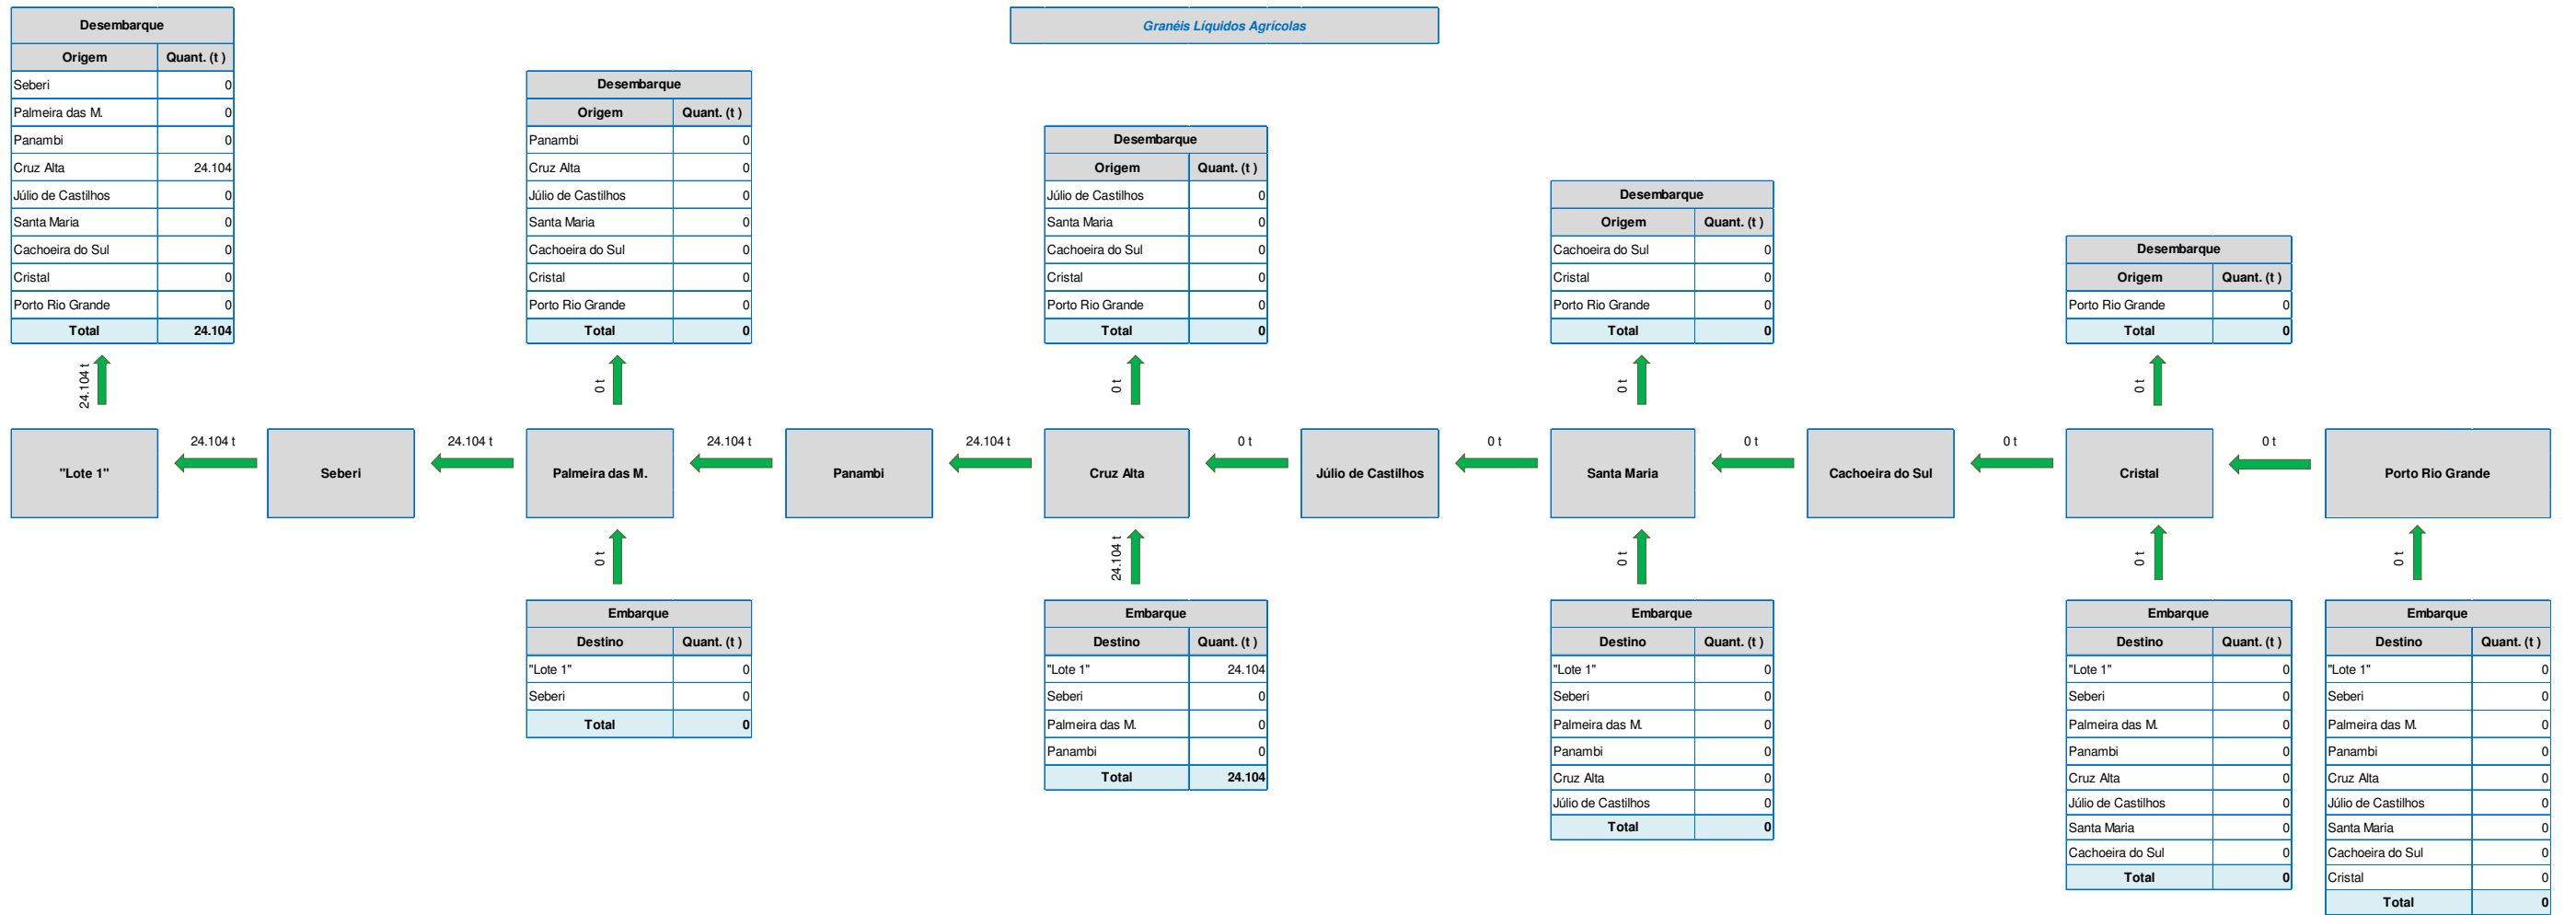 Granéis Líquidos Agrícolas
Desembarque
Origem Quant. (t )
Seberi 0
Palmeira das M. 0
Panambi 0
Cruz Alta 24.104
Júlio de Castilhos 0
Santa Maria 0
Cachoeira do Sul 0
Cristal 0
Porto Rio Grande 0
Total 24.104
Desembarque
Origem Quant. (t )
Panambi 0
Cruz Alta 0
Júlio de Castilhos 0
Santa Maria 0
Cachoeira do Sul 0
Cristal 0
Porto Rio Grande 0
Total 0
Desembarque
Origem Quant. (t )
Júlio de Castilhos 0
Santa Maria 0
Cachoeira do Sul 0
Cristal 0
Porto Rio Grande 0
Total 0
Desembarque
Origem Quant. (t )
Cachoeira do Sul 0
Cristal 0
Porto Rio Grande 0
Total 0
Desembarque
Origem Quant. (t )
Porto Rio Grande 0
Total 0
24.104 t
0 t
0 t
0 t
0 t
24.104 t
24.104 t
24.104 t
24.104 t
0 t
0 t
0 t
0 t
0 t
"Lote 1"
Seberi
Palmeira das M.
Panambi
Cruz Alta
Júlio de Castilhos
Santa Maria
Cachoeira do Sul
Cristal
Porto Rio Grande
0 t
24.104 t
0 t
0 t
0 t
Embarque
Destino Quant. (t )
"Lote 1" 0
Seberi 0
Total 0
Embarque
Destino Quant. (t )
"Lote 1" 24.104
Seberi 0
Palmeira das M. 0
Panambi 0
Total 24.104
Embarque
Destino Quant. (t )
"Lote 1" 0
Seberi 0
Palmeira das M. 0
Panambi 0
Cruz Alta 0
Júlio de Castilhos 0
Total 0
Embarque
Destino Quant. (t )
"Lote 1" 0
Seberi 0
Palmeira das M. 0
Panambi 0
Cruz Alta 0
Júlio de Castilhos 0
Santa Maria 0
Cachoeira do Sul 0
Total 0
Embarque
Destino Quant. (t )
"Lote 1" 0
Seberi 0
Palmeira das M. 0
Panambi 0
Cruz Alta 0
Júlio de Castilhos 0
Santa Maria 0
Cachoeira do Sul 0
Cristal 0
Total 0